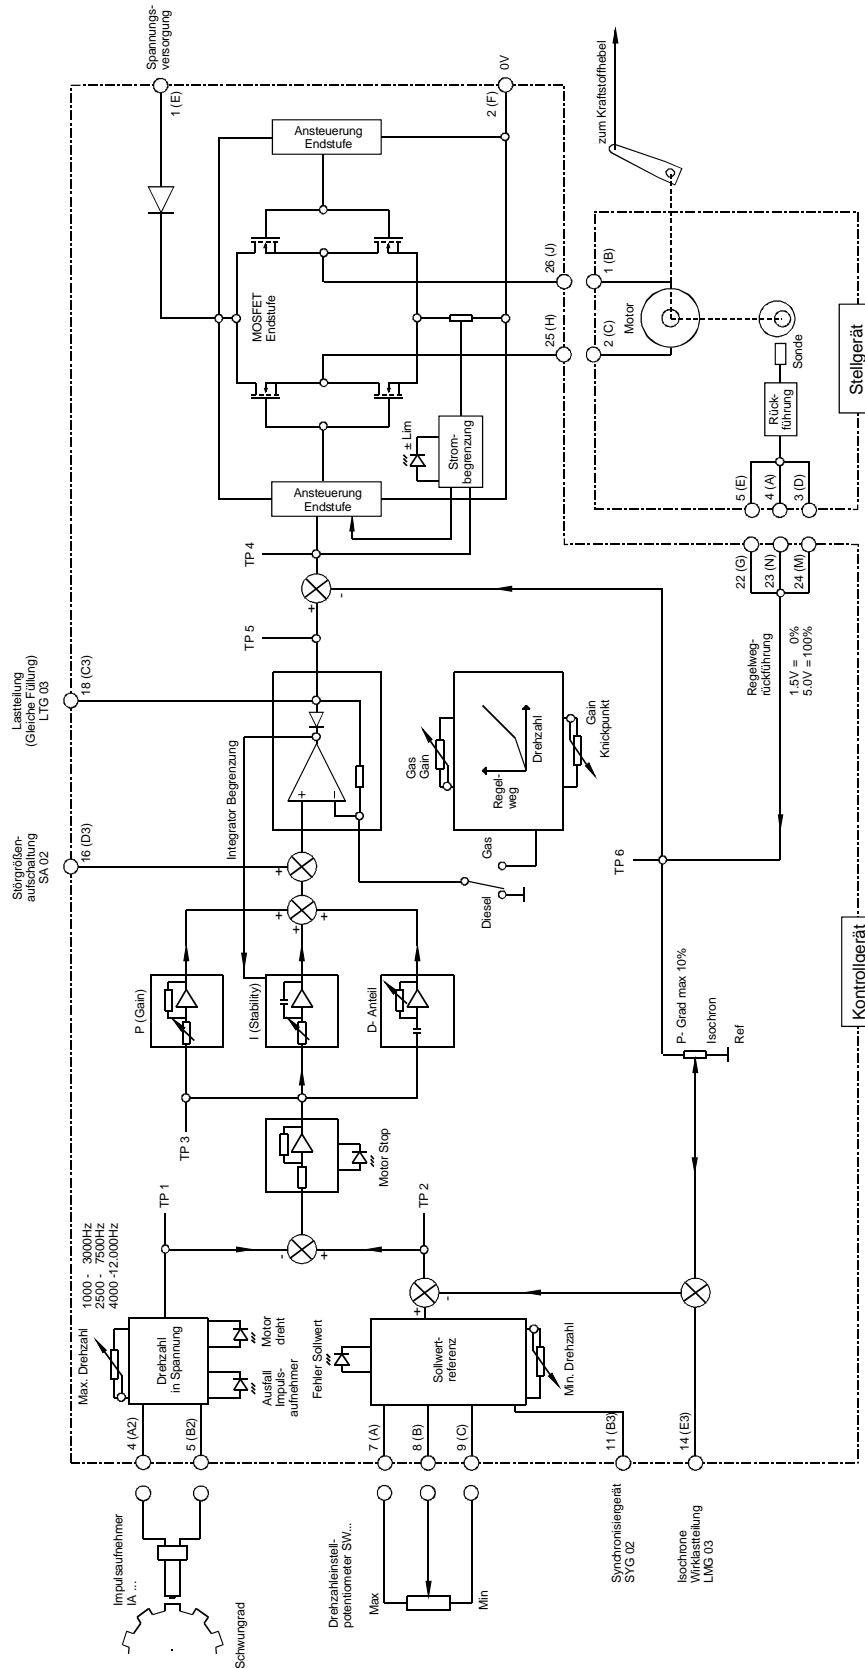 Spannungs-
versorgung
1 (E)
0V
2 (F)
Ansteuerung
Endstufe
MOSFET
Endstufe
26 (J)
25 (H)
± Lim
Strom-
begrenzung
Ansteuerung
Endstufe
TP 4
TP 5
zum Kraftstoffhebel
1 (B)
2 (C)
Motor
Sonde
Rück-
führung
5 (E)
4 (A)
3 (D)
Stellgerät
22 (G)
23 (N)
24 (M)
Regelweg-
rückführung
1.5V = 0%
5.0V = 100%
+
-
Lastteilung
(Gleiche Füllung)
LTG 03
18 (C3)
Integrator Begrenzung
+
-
Gas
Gain
Regel-
weg
Drehzahl
Gain
Knickpunkt
Gas
Diesel
TP 6
Störgrößen-
aufschaltung
SA 02
16 (D3)
+
+
+
+
P (Gain)
I (Stability)
D- Anteil
TP 3
Motor Stop
Kontrollgerät
P- Grad max 10%
Isochron
Ref
TP 1
TP 2
-
+
1000 - 3000Hz
2500 - 7500Hz
4000 -12.000Hz
Max. Drehzahl
Drehzahl
in Spannung
Motor
dreht
Ausfall
Impuls-
aufnehmer
Fehler Sollwert
+
-
Sollwert-
referenz
Min. Drehzahl
4 (A2)
5 (B2)
7 (A)
8 (B)
9 (C)
11 (B3)
14 (E3)
Impulsaufnehmer
IA ...
Schwungrad
Drehzahleinstell-
potentiometer SW...
Max
Min
Synchronisiergerät
SYG 02
Isochrone
Wirklastteilung
LMG 03